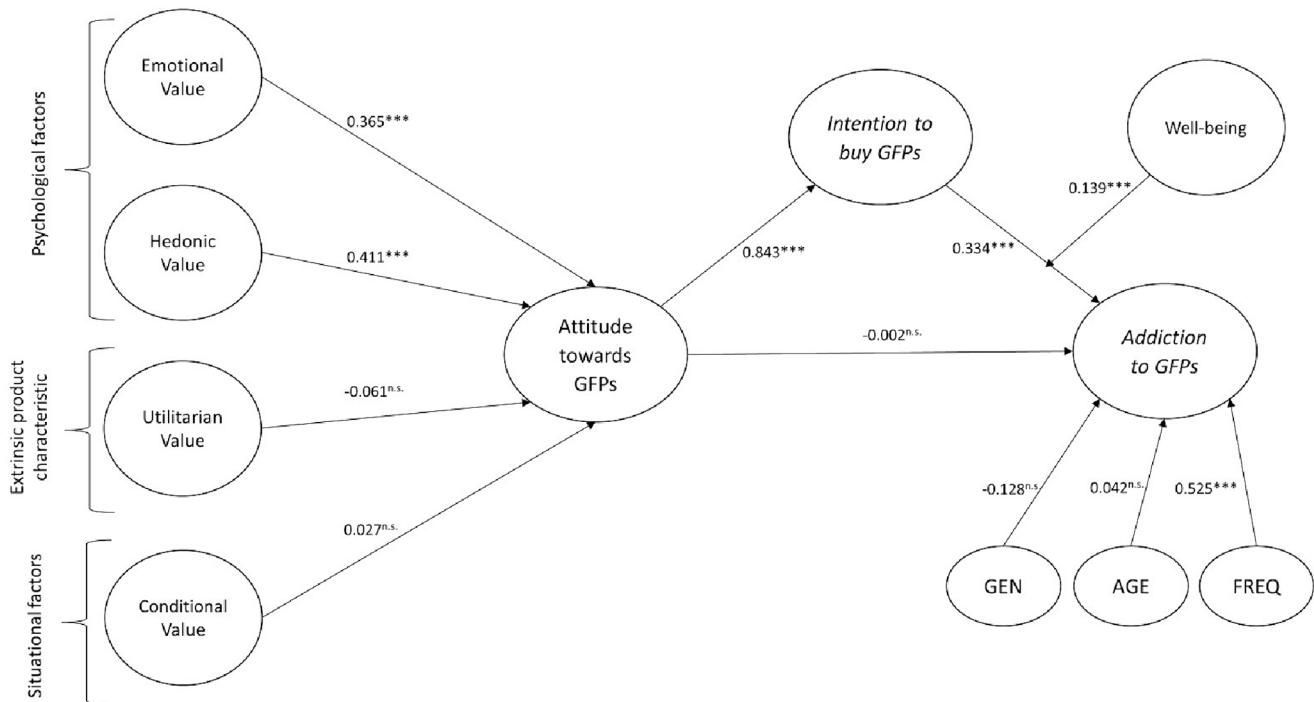 Psychological factors
Emotional
Value
0.365***
Hedonic
Value
0.411***
Extrinsic product
characteristic
Utilitarian
Value
-0.061n.s.
Situational factors
Conditional
Value
0.027n.s.
Attitude
towards
GFPs
0.843***
Intention to
buy GFPs
0.334***
Well-being
0.139***
-0.002n.s.
Addiction
to GFPs
-0.128n.s.
0.042n.s.
0.525***
GEN
AGE
FREQ